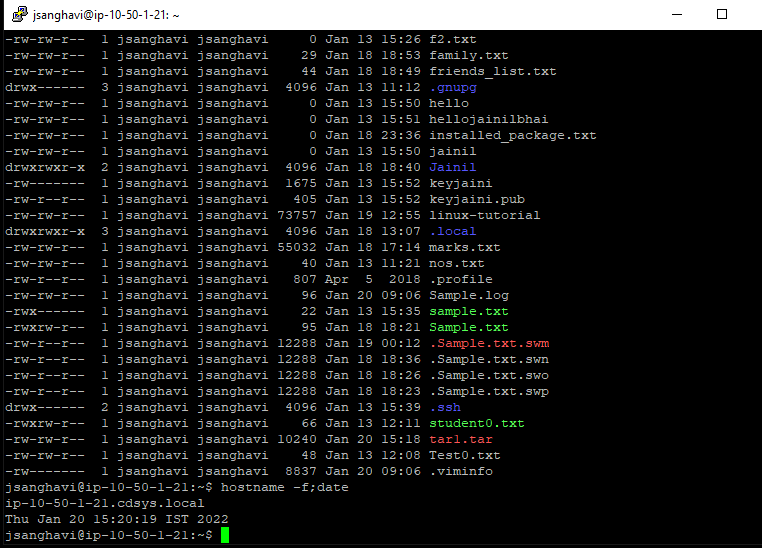 jsanghavi@ip-10-50-1-21: ~
-rw-rw-r--  1 jsanghavi jsanghavi     0 Jan 13 15:26 f2.txt
-rw-rw-r--  1 jsanghavi jsanghavi    29 Jan 18 18:53 family.txt
-rw-rw-r--  1 jsanghavi jsanghavi    44 Jan 18 18:49 friends_list.txt
drwx------  3 jsanghavi jsanghavi  4096 Jan 13 11:12 .gnupg
-rw-rw-r--  1 jsanghavi jsanghavi     0 Jan 13 15:50 hello
-rw-rw-r--  1 jsanghavi jsanghavi     0 Jan 13 15:51 hellojainilbhai
-rw-rw-r--  1 jsanghavi jsanghavi     0 Jan 18 23:36 installed_package.txt
-rw-rw-r--  1 jsanghavi jsanghavi     0 Jan 13 15:50 jainil
drwxrwxr-x  2 jsanghavi jsanghavi  4096 Jan 18 18:40 Jainil
-rw-------  1 jsanghavi jsanghavi  1675 Jan 13 15:52 keyjaini
-rw-r--r--  1 jsanghavi jsanghavi   405 Jan 13 15:52 keyjaini.pub
-rw-rw-r--  1 jsanghavi jsanghavi 73757 Jan 19 12:55 linux-tutorial
drwxrwxr-x  3 jsanghavi jsanghavi  4096 Jan 18 13:07 .local
-rw-rw-r--  1 jsanghavi jsanghavi 55032 Jan 18 17:14 marks.txt
-rw-rw-r--  1 jsanghavi jsanghavi    40 Jan 13 11:21 nos.txt
-rw-r--r--  1 jsanghavi jsanghavi   807 Apr  5  2018 .profile
-rw-rw-r--  1 jsanghavi jsanghavi    96 Jan 20 09:06 Sample.log
-rwx------  1 jsanghavi jsanghavi    22 Jan 13 15:35 sample.txt
-rwxrw-r--  1 jsanghavi jsanghavi    95 Jan 18 18:21 Sample.txt
-rw-r--r--  1 jsanghavi jsanghavi 12288 Jan 19 00:12 .Sample.txt.swm
-rw-r--r--  1 jsanghavi jsanghavi 12288 Jan 18 18:36 .Sample.txt.swn
-rw-r--r--  1 jsanghavi jsanghavi 12288 Jan 18 18:26 .Sample.txt.swo
-rw-r--r--  1 jsanghavi jsanghavi 12288 Jan 18 18:23 .Sample.txt.swp
drwx------  2 jsanghavi jsanghavi  4096 Jan 13 15:39 .ssh
-rwxrw-r--  1 jsanghavi jsanghavi    66 Jan 13 12:11 student0.txt
-rw-rw-r--  1 jsanghavi jsanghavi 10240 Jan 20 15:18 tar1.tar
-rw-rw-r--  1 jsanghavi jsanghavi    48 Jan 13 12:08 Test0.txt
-rw-------  1 jsanghavi jsanghavi  8837 Jan 20 09:06 .viminfo
jsanghavi@ip-10-50-1-21:~$ hostname -f;date
ip-10-50-1-21.cdsys.local
Thu Jan 20 15:20:19 IST 2022
jsanghavi@ip-10-50-1-21:~$